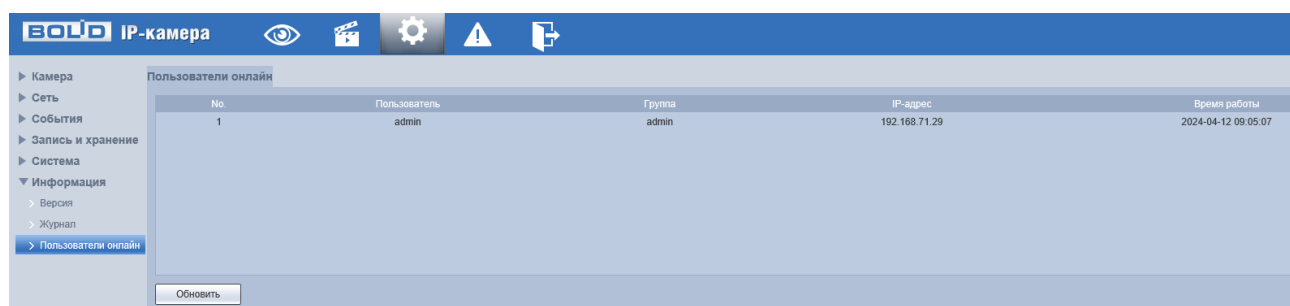 BOLID IP-камера
Камера
Сеть
События
Запись и хранение
Система
Информация
Версия
Журнал
Пользователи онлайн
Пользователи онлайн
No. Пользователь Группа IP-адрес Время работы
1 admin admin 192.168.71.29 2024-04-12 09:05:07
Обновить